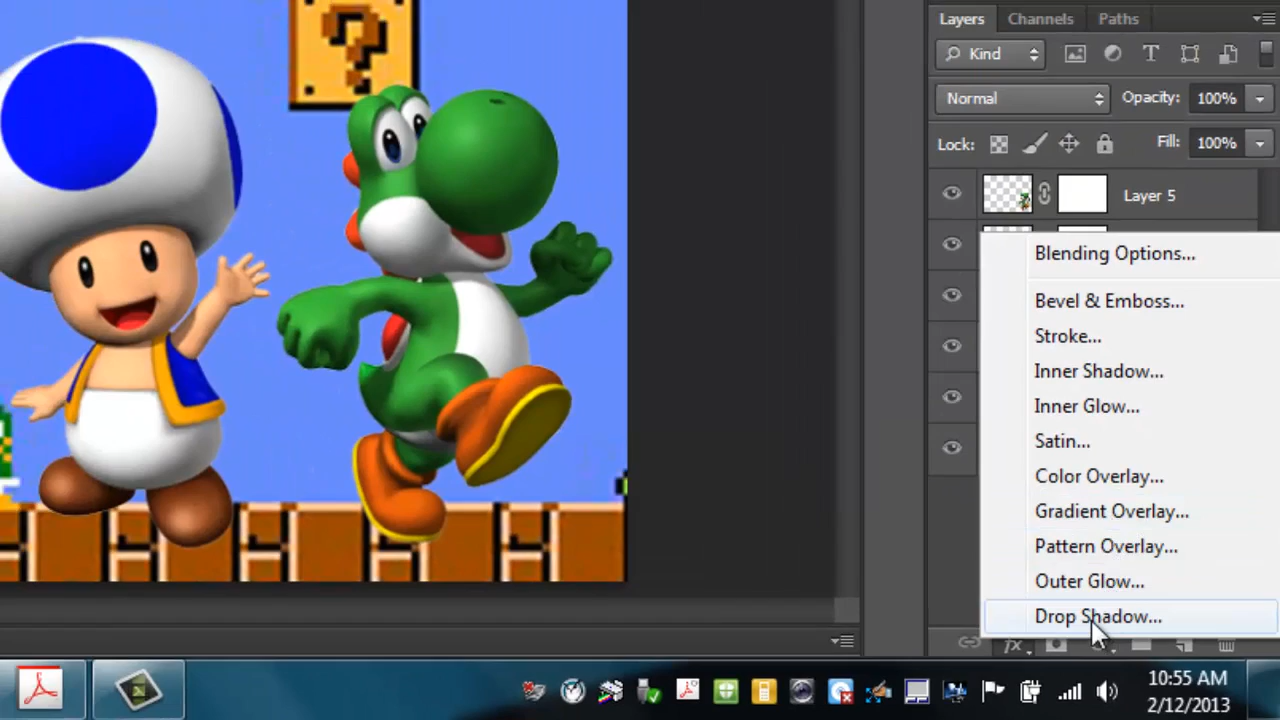 Layers Channels Paths
Kind
Normal Opacity: 100%
Lock: Fill: 100%
?
Layer 5
Blending Options...
Bevel & Emboss...
Stroke...
Inner Shadow...
Inner Glow...
Satin...
Color Overlay...
Gradient Overlay...
Pattern Overlay...
Outer Glow...
Drop Shadow...
fx
10:55 AM
2/12/2013